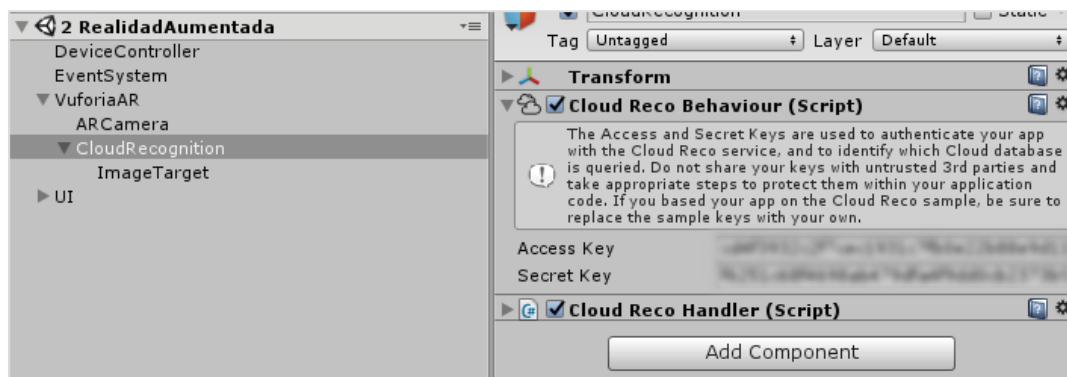 2 RealidadAumentada
DeviceController
EventSystem
VuforiaAR
ARCamera
CloudRecognition
ImageTarget
UI
CloudRecognition
Static
Tag Untagged Layer Default
Transform
Cloud Reco Behaviour (Script)
The Access and Secret Keys are used to authenticate your app
with the Cloud Reco service, and to identify which Cloud database
is queried. Do not share your keys with untrusted 3rd parties and
take appropriate steps to protect them within your application
code. If you based your app on the Cloud Reco sample, be sure to
replace the sample keys with your own.
Access Key
Secret Key
Cloud Reco Handler (Script)
Add Component